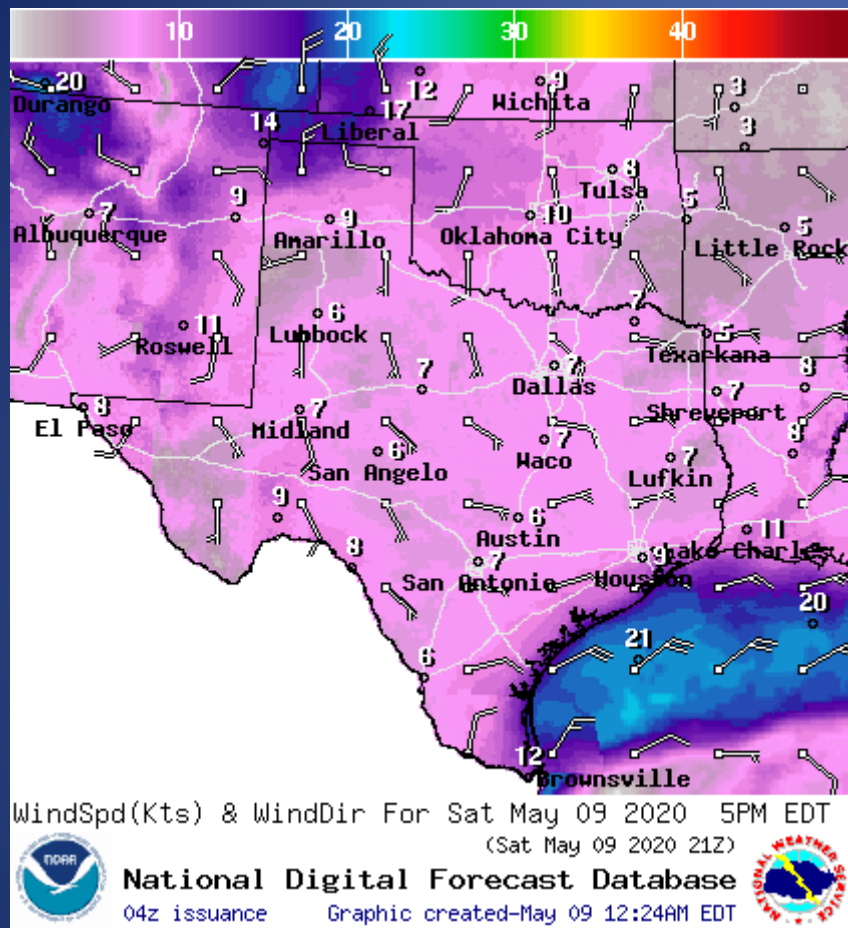 10 20 30 40
20 12 9 3
Durango Wichita
17
14 Liberal 3
8
Tulsa
7 9 9 10 5 5
Albuquerque Amarillo Oklahoma City Little Rock
11 6 7
Roswell Lubbock 5
Texarkana
7 7 7 8
Dallas
8 7 Shreveport
El Paso Midland 7 8
6 Waco
San Angelo 7
Lufkin
9 6 11
Austin Lake Charles
8 7 9
San Antonio Houston
20
21
6
12
Brownsville
WindSpd(Kts) & WindDir For Sat May 09 2020 5PM EDT
(Sat May 09 2020 21Z)
NOAA
National Digital Forecast Database
04z issuance Graphic created-May 09 12:24AM EDT
NATIONAL WEATHER SERVICE